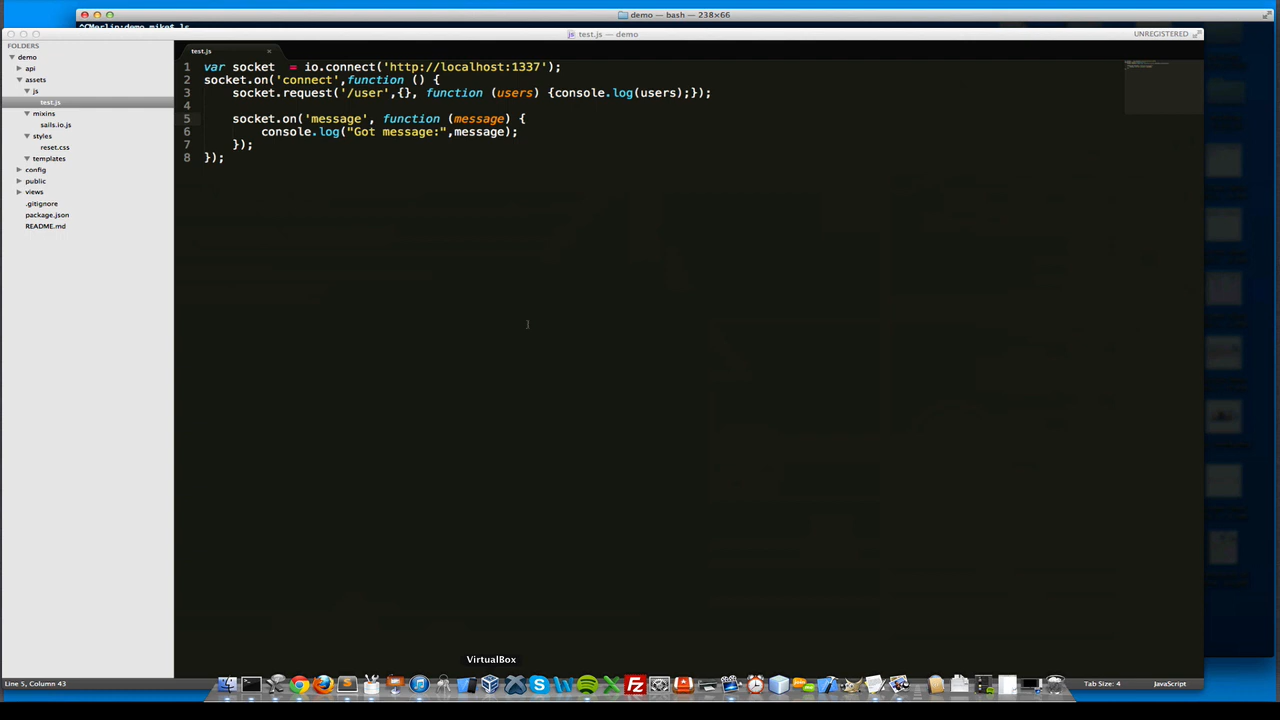 demo — bash — 238×66
^CMerlin:demo mike$ ls
test.js — demo
UNREGISTERED
FOLDERS
demo
api
assets
js
test.js
mixins
sails.io.js
styles
reset.css
templates
config
public
views
.gitignore
package.json
README.md
test.js
1 var socket = io.connect('http://localhost:1337');
2 socket.on('connect',function () {
3 socket.request('/user',{}, function (users) {console.log(users);});
4
5 socket.on('message', function (message) {
6 console.log("Got message:",message);
7 });
8 });
VirtualBox
Line 5, Column 43
Tab Size: 4
JavaScript